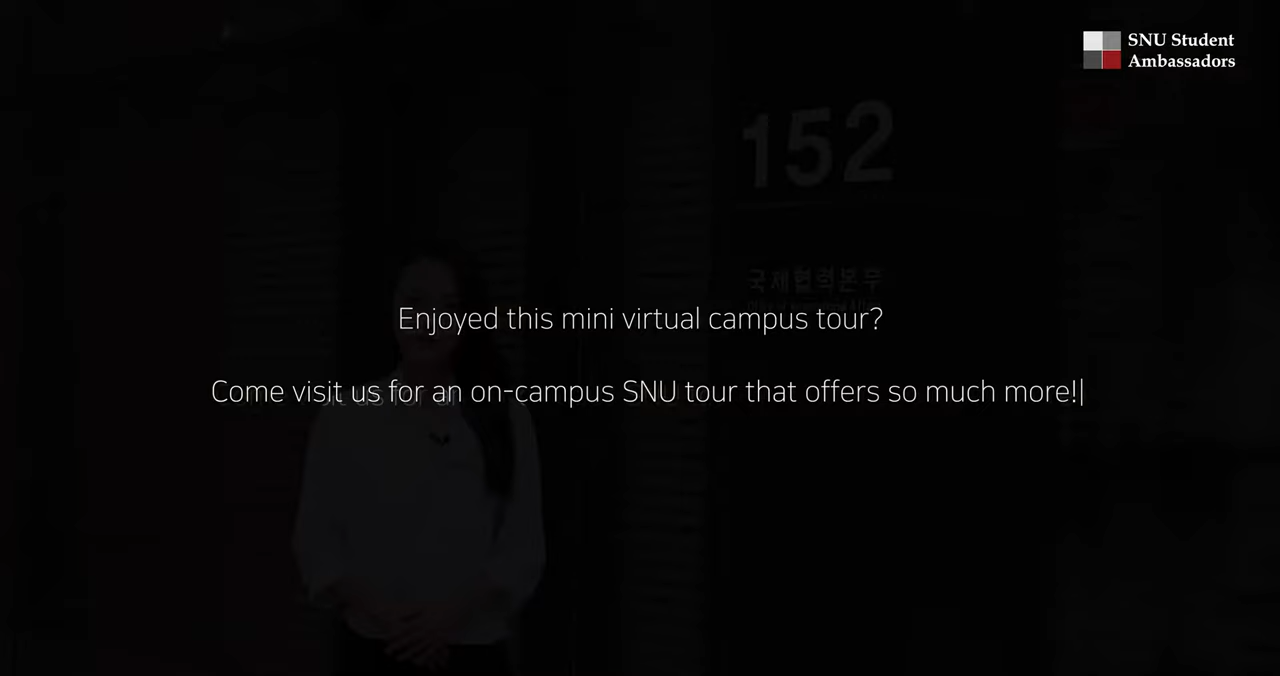 SNU Student
Ambassadors
152
국제협력본부
Enjoyed this mini virtual campus tour?
Come visit us for an on-campus SNU tour that offers so much more!